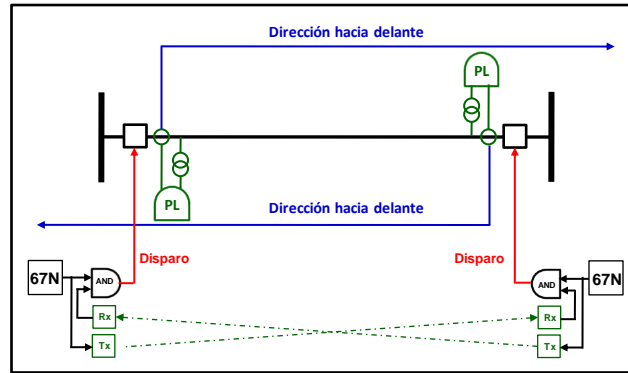 Dirección hacia delante
PL
PL
Dirección hacia delante
Disparo
Disparo
67N
AND
AND
67N
Rx
Rx
Tx
Tx